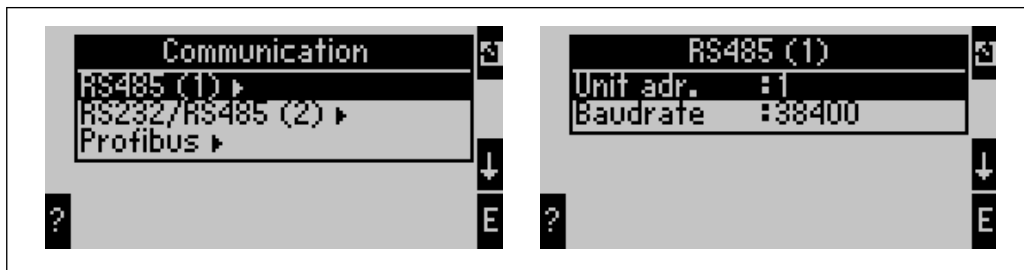 Communication
RS485 (1)
RS232/RS485 (2)
Profibus
?
E
RS485 (1)
Unit adr. :1
Baudrate :38400
?
E